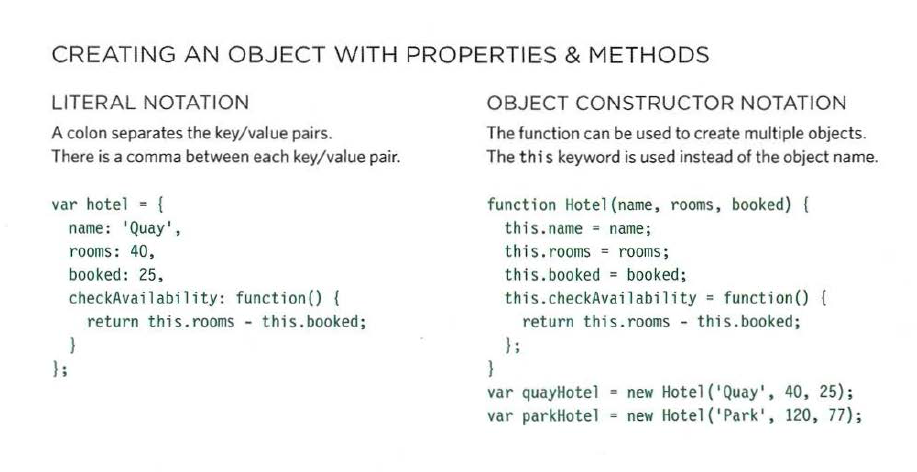 CREATING AN OBJECT WITH PROPERTIES & METHODS
LITERAL NOTATION
A colon separates the key/value pairs.
There is a comma between each key/value pair.
var hotel = {
  name: 'Quay',
  rooms: 40,
  booked: 25,
  checkAvailability: function() {
    return this.rooms - this.booked;
  }
};
OBJECT CONSTRUCTOR NOTATION
The function can be used to create multiple objects.
The this keyword is used instead of the object name.
function Hotel(name, rooms, booked) {
  this.name = name;
  this.rooms = rooms;
  this.booked = booked;
  this.checkAvailability = function() {
    return this.rooms - this.booked;
  };
}
var quayHotel = new Hotel('Quay', 40, 25);
var parkHotel = new Hotel('Park', 120, 77);